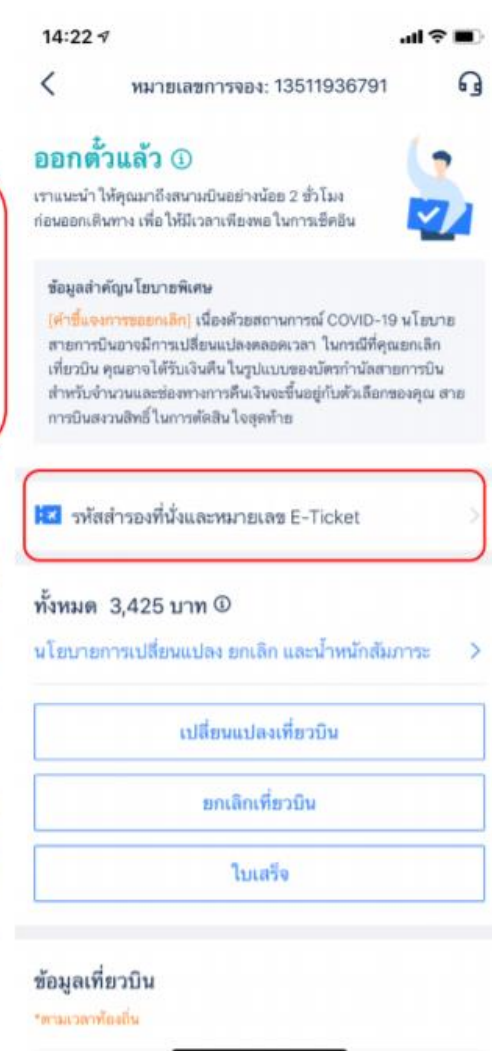 14:22
หมายเลขการจอง: 13511936791
ออกตั๋วแล้ว
เราแนะนำ ให้คุณมาถึงสนามบินอย่างน้อย 2 ชั่วโมง
ก่อนออกเดินทาง เพื่อ ให้มีเวลาเพียงพอ ในการเช็คอิน
ข้อมูลสำคัญนโยบายพิเศษ
[คำชี้แจงการขอยกเลิก] เนื่องด้วยสถานการณ์ COVID-19 นโยบาย
สายการบินอาจมีการเปลี่ยนแปลงตลอดเวลา ในกรณีที่คุณยกเลิก
เที่ยวบิน คุณอาจได้รับเงินคืน ในรูปแบบของบัตรกำนัลสายการบิน
สำหรับจำนวนและช่องทางการคืนเงินจะขึ้นอยู่กับตัวเลือกของคุณ สาย
การบินสงวนสิทธิ์ ในการตัดสิน ใจสุดท้าย
รหัสสำรองที่นั่งและหมายเลข E-Ticket
ทั้งหมด 3,425 บาท
นโยบายการเปลี่ยนแปลง ยกเลิก และน้ำหนักสัมภาระ
เปลี่ยนแปลงเที่ยวบิน
ยกเลิกเที่ยวบิน
ใบเสร็จ
ข้อมูลเที่ยวบิน
*ตามเวลาท้องถิ่น